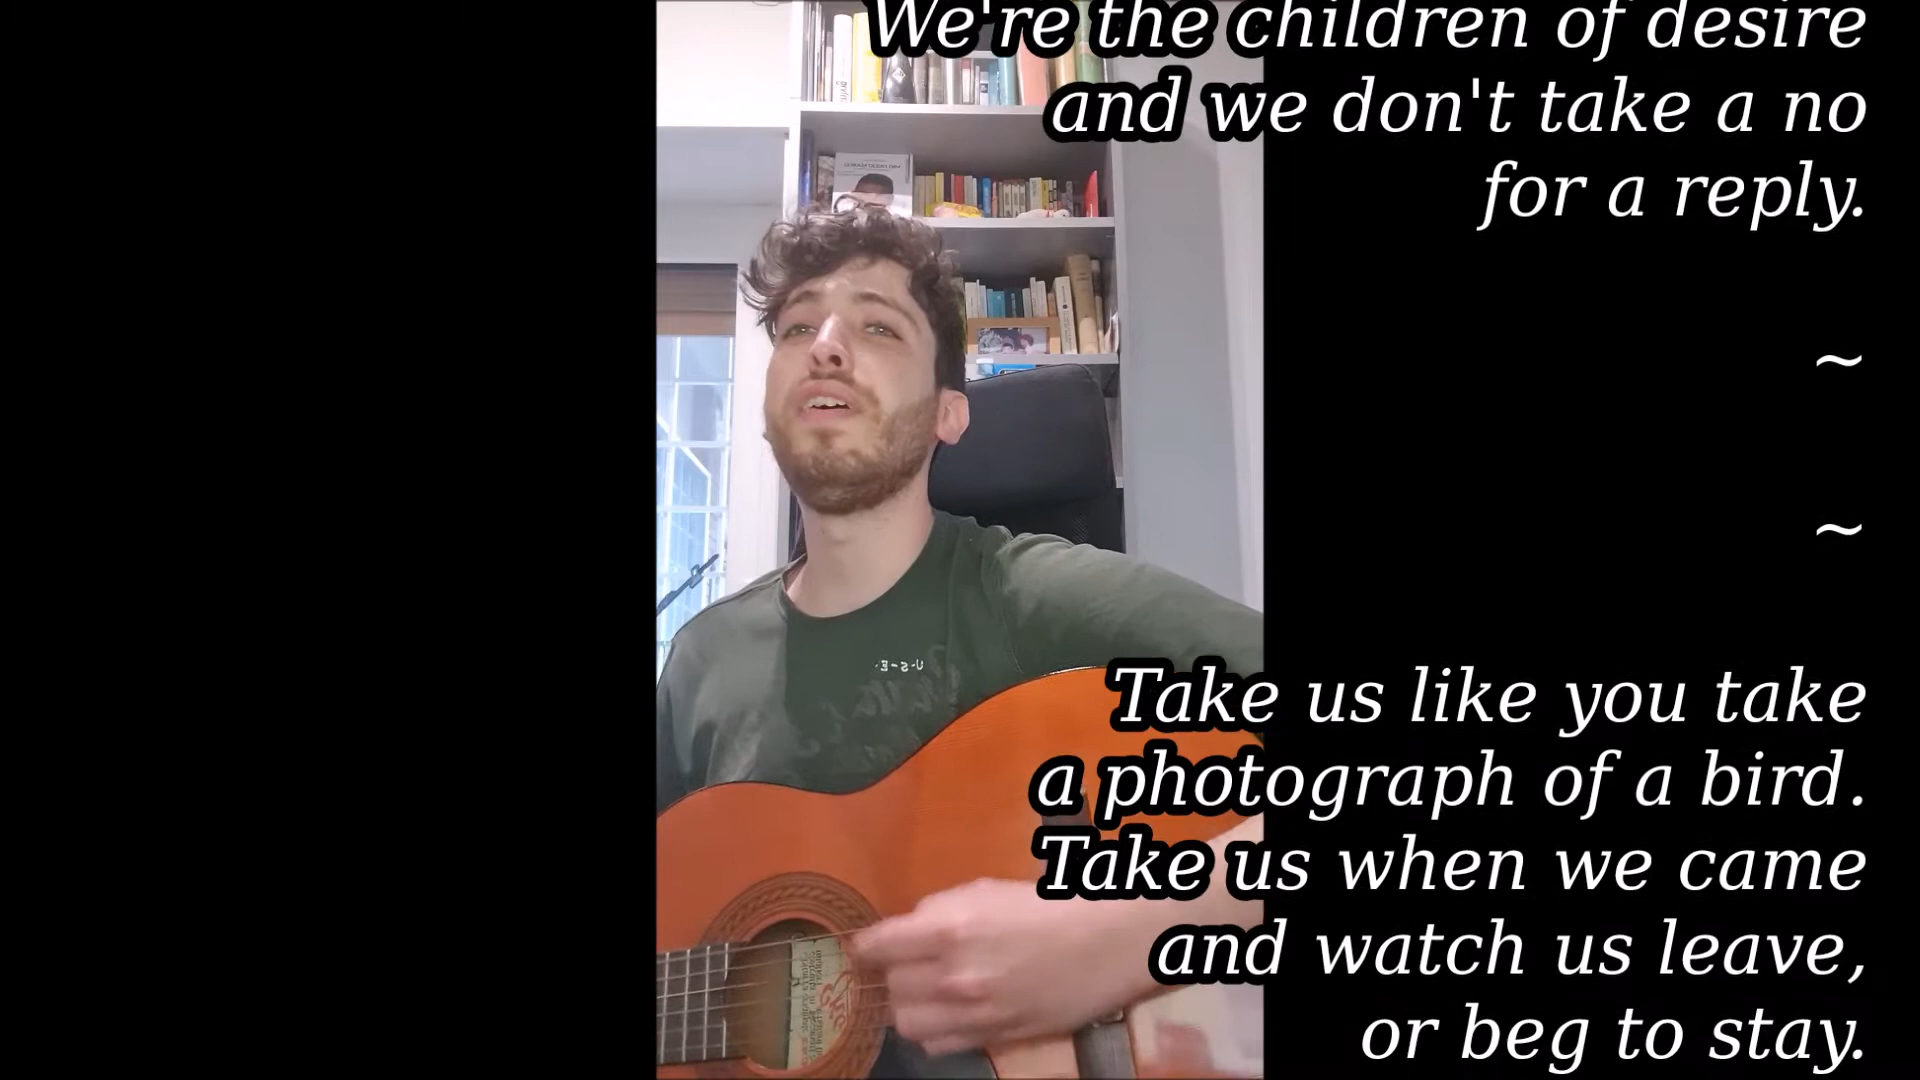 We're the children of desire
and we don't take a no
for a reply.
~
~
U-S-E-
Take us like you take
a photograph of a bird.
Take us when we came
and watch us leave,
or beg to stay.